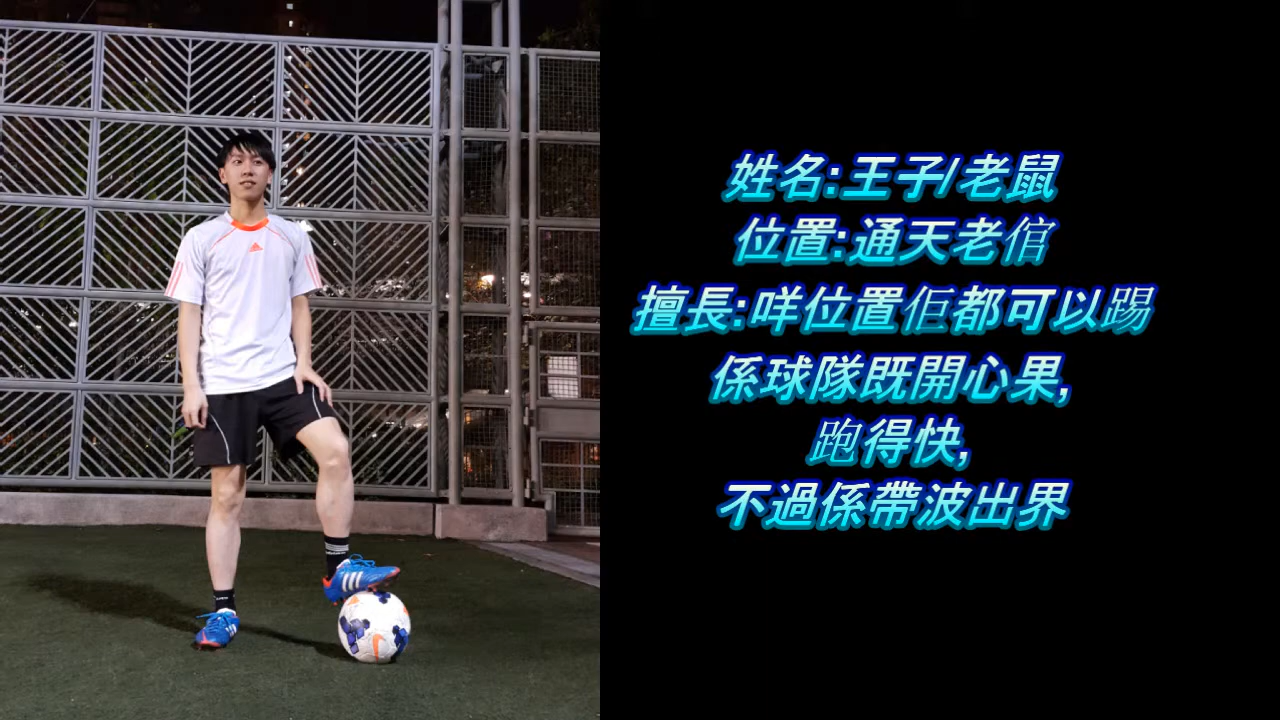 姓名:王子/老鼠
位置:通天老倌
擅長:咩位置佢都可以踢
係球隊既開心果,
跑得快,
不過係帶波出界